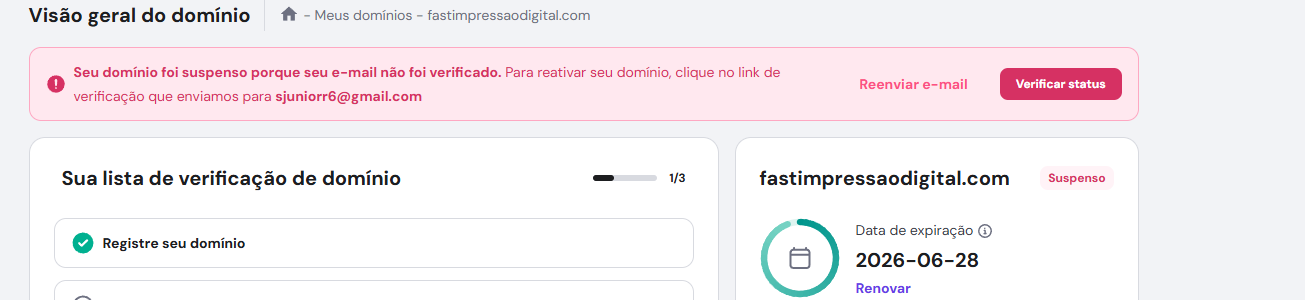 Visão geral do domínio
- Meus domínios - fastimpressaodigital.com
Seu domínio foi suspenso porque seu e-mail não foi verificado. Para reativar seu domínio, clique no link de
verificação que enviamos para sjuniorr6@gmail.com
Reenviar e-mail
Verificar status
Sua lista de verificação de domínio
1/3
Registre seu domínio
fastimpressaodigital.com
Suspenso
Data de expiração
2026-06-28
Renovar